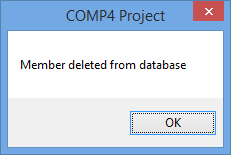 COMP4 Project
Member deleted from database
OK